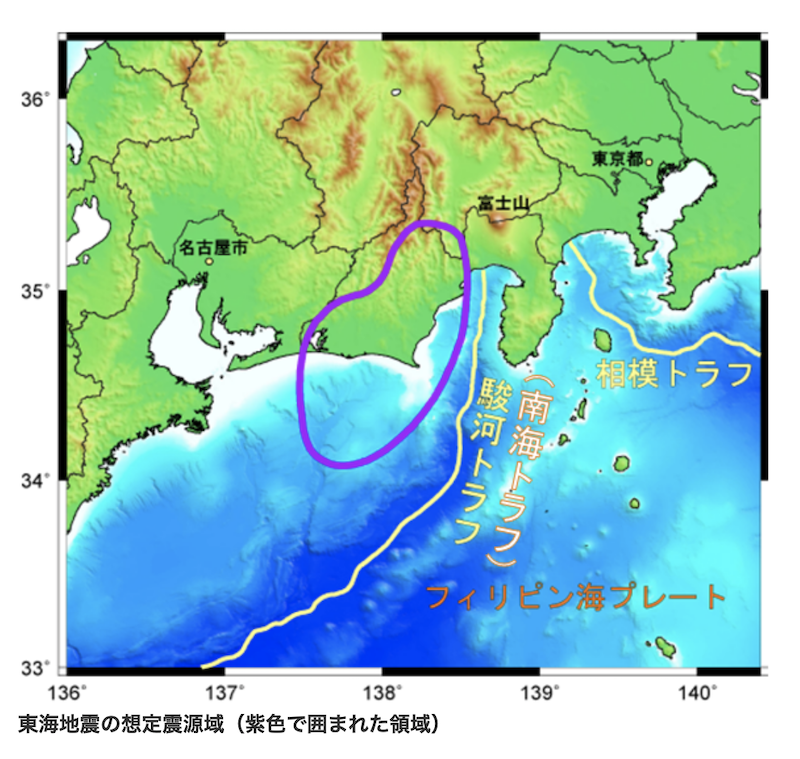 36°
東京都
富士山
名古屋市
35°
相模トラフ
駿河トラフ
(南海トラフ)
34°
フィリピン海プレート
33°
136°
137°
138°
139°
140°
東海地震の想定震源域（紫色で囲まれた領域）